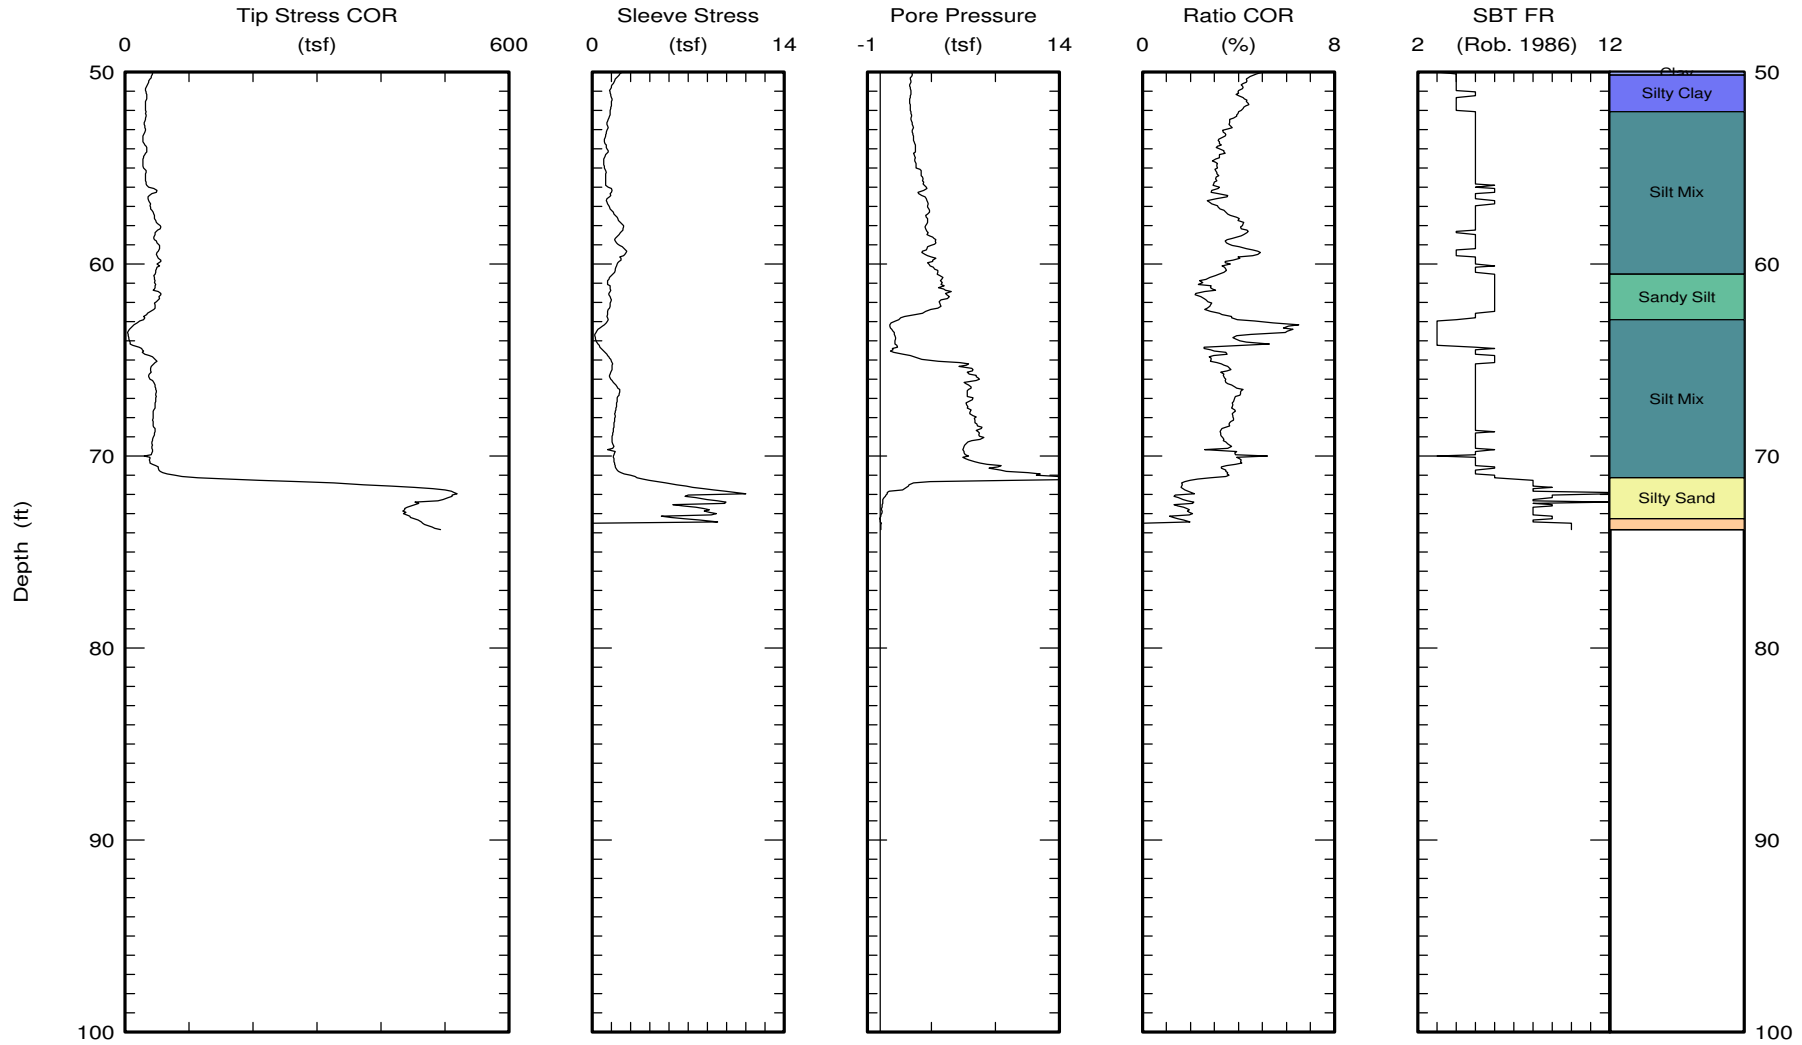 Tip Stress COR Sleeve Stress Pore Pressure Ratio COR SBT FR
0 (tsf) 600 0 (tsf) 14 -1 (tsf) 14 0 (%) 8 2 (Rob. 1986) 12
50 Clay 50
Silty Clay
Silt Mix
60 60
Sandy Silt
Silt Mix
70 70
Silty Sand
Depth (ft)
80 80
90 90
100 100